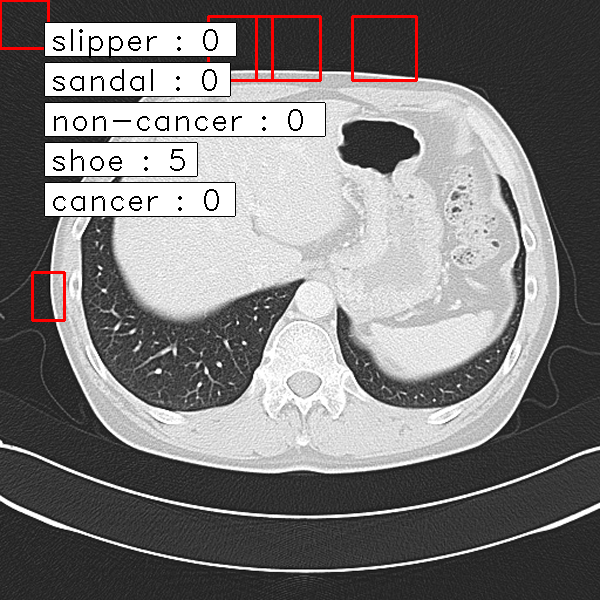 slipper : 0
sandal : 0
non-cancer : 0
shoe : 5
cancer : 0